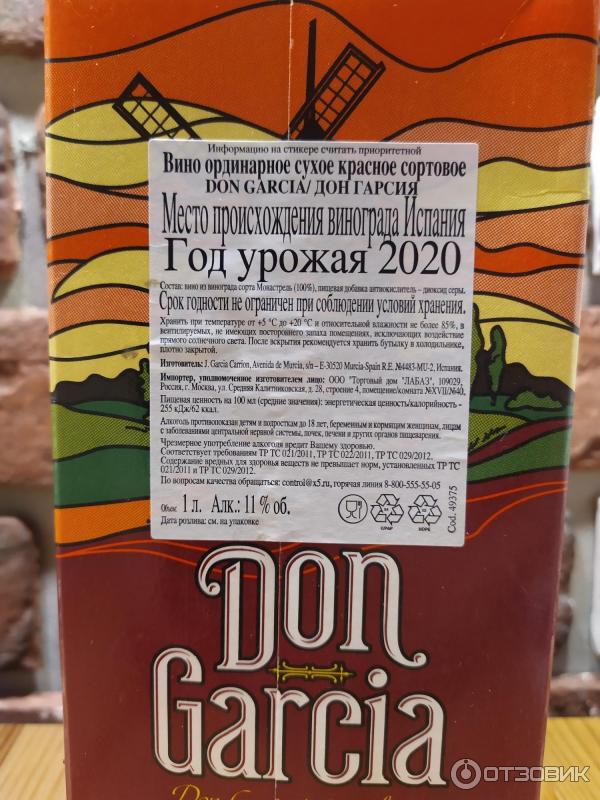 Информацию на стикере считать приоритетной
Вино ординарное сухое красное сортовое
DON GARCIA/ ДОН ГАРСИЯ
Место происхождения винограда Испания
Год урожая 2020
Состав: вино из винограда сорта Монастрель (100%), пищевая добавка антиокислитель – диоксид серы.
Срок годности не ограничен при соблюдении условий хранения.
Хранить при температуре от +5 °C до +20 °C и относительной влажности не более 85%, в
вентилируемых, не имеющих постороннего запаха помещениях, исключающих воздействие
прямого солнечного света. После вскрытия рекомендуется хранить бутылку в холодильнике,
плотно закрытой.
Изготовитель: J. Garcia Carrion, Avenida de Murcia, s/n – E-30520 Murcia-Spain R.E. №4483-MU-2, Испания.
Импортер, уполномоченное изготовителем лицо: ООО "Торговый дом "ЛАБАЗ", 109029,
Россия, г. Москва, ул. Средняя Калитниковская, д. 28, строение 4, помещение/комната №XVII/№40,
Пищевая ценность на 100 мл (средние значения): энергетическая ценность/калорийность -
255 кДж/62 ккал.
Алкоголь противопоказан детям и подросткам до 18 лет, беременным и кормящим женщинам, лицам
с заболеваниями центральной нервной системы, почек, печени и других органов пищеварения.
Чрезмерное употребление алкоголя вредит Вашему здоровью.
Соответствует требованиям ТР ТС 021/2011, ТР ТС 022/2011, ТР ТС 029/2012.
Содержание вредных для здоровья веществ не превышает норм, установленных ТР ТС
021/2011 и ТР ТС 029/2012.
По вопросам качества обращаться: control@x5.ru, горячая линия 8-800-555-55-05
Объем: 1 л. Алк.: 11 % об.
Дата розлива: см. на упаковке
Cod. 49375
Don
Garcia
ОТЗОВИК